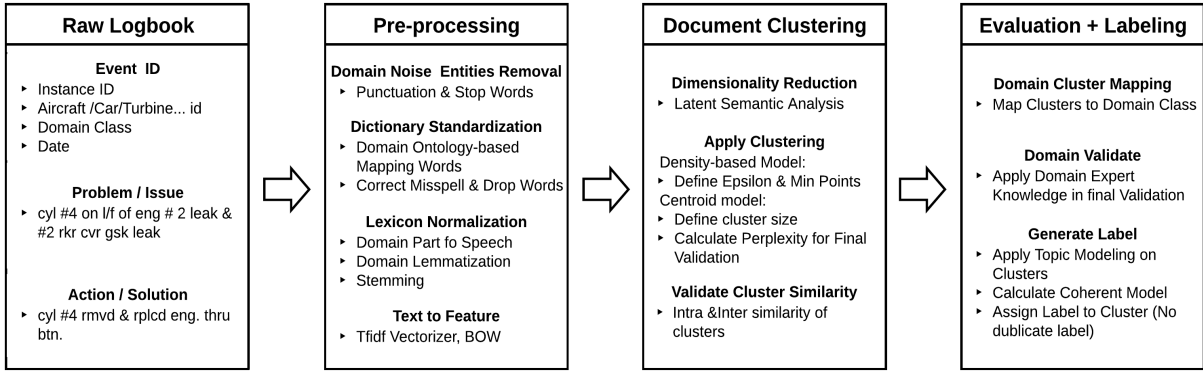 Raw Logbook
Event ID
‣ Instance ID
‣ Aircraft /Car/Turbine... id
‣ Domain Class
‣ Date
Problem / Issue
‣ cyl #4 on l/f of eng # 2 leak &
#2 rkr cvr gsk leak
Action / Solution
‣ cyl #4 rmvd & rplcd eng. thru
btn.
Pre-processing
Domain Noise Entities Removal
‣ Punctuation & Stop Words
Dictionary Standardization
‣ Domain Ontology-based
Mapping Words
‣ Correct Misspell & Drop Words
Lexicon Normalization
‣ Domain Part fo Speech
‣ Domain Lemmatization
‣ Stemming
Text to Feature
‣ Tfidf Vectorizer, BOW
Document Clustering
Dimensionality Reduction
‣ Latent Semantic Analysis
Apply Clustering
Density-based Model:
‣ Define Epsilon & Min Points
Centroid model:
‣ Define cluster size
‣ Calculate Perplexity for Final
Validation
Validate Cluster Similarity
‣ Intra &Inter similarity of
clusters
Evaluation + Labeling
Domain Cluster Mapping
‣ Map Clusters to Domain Class
Domain Validate
‣ Apply Domain Expert
Knowledge in final Validation
Generate Label
‣ Apply Topic Modeling on
Clusters
‣ Calculate Coherent Model
‣ Assign Label to Cluster (No
dublicate label)